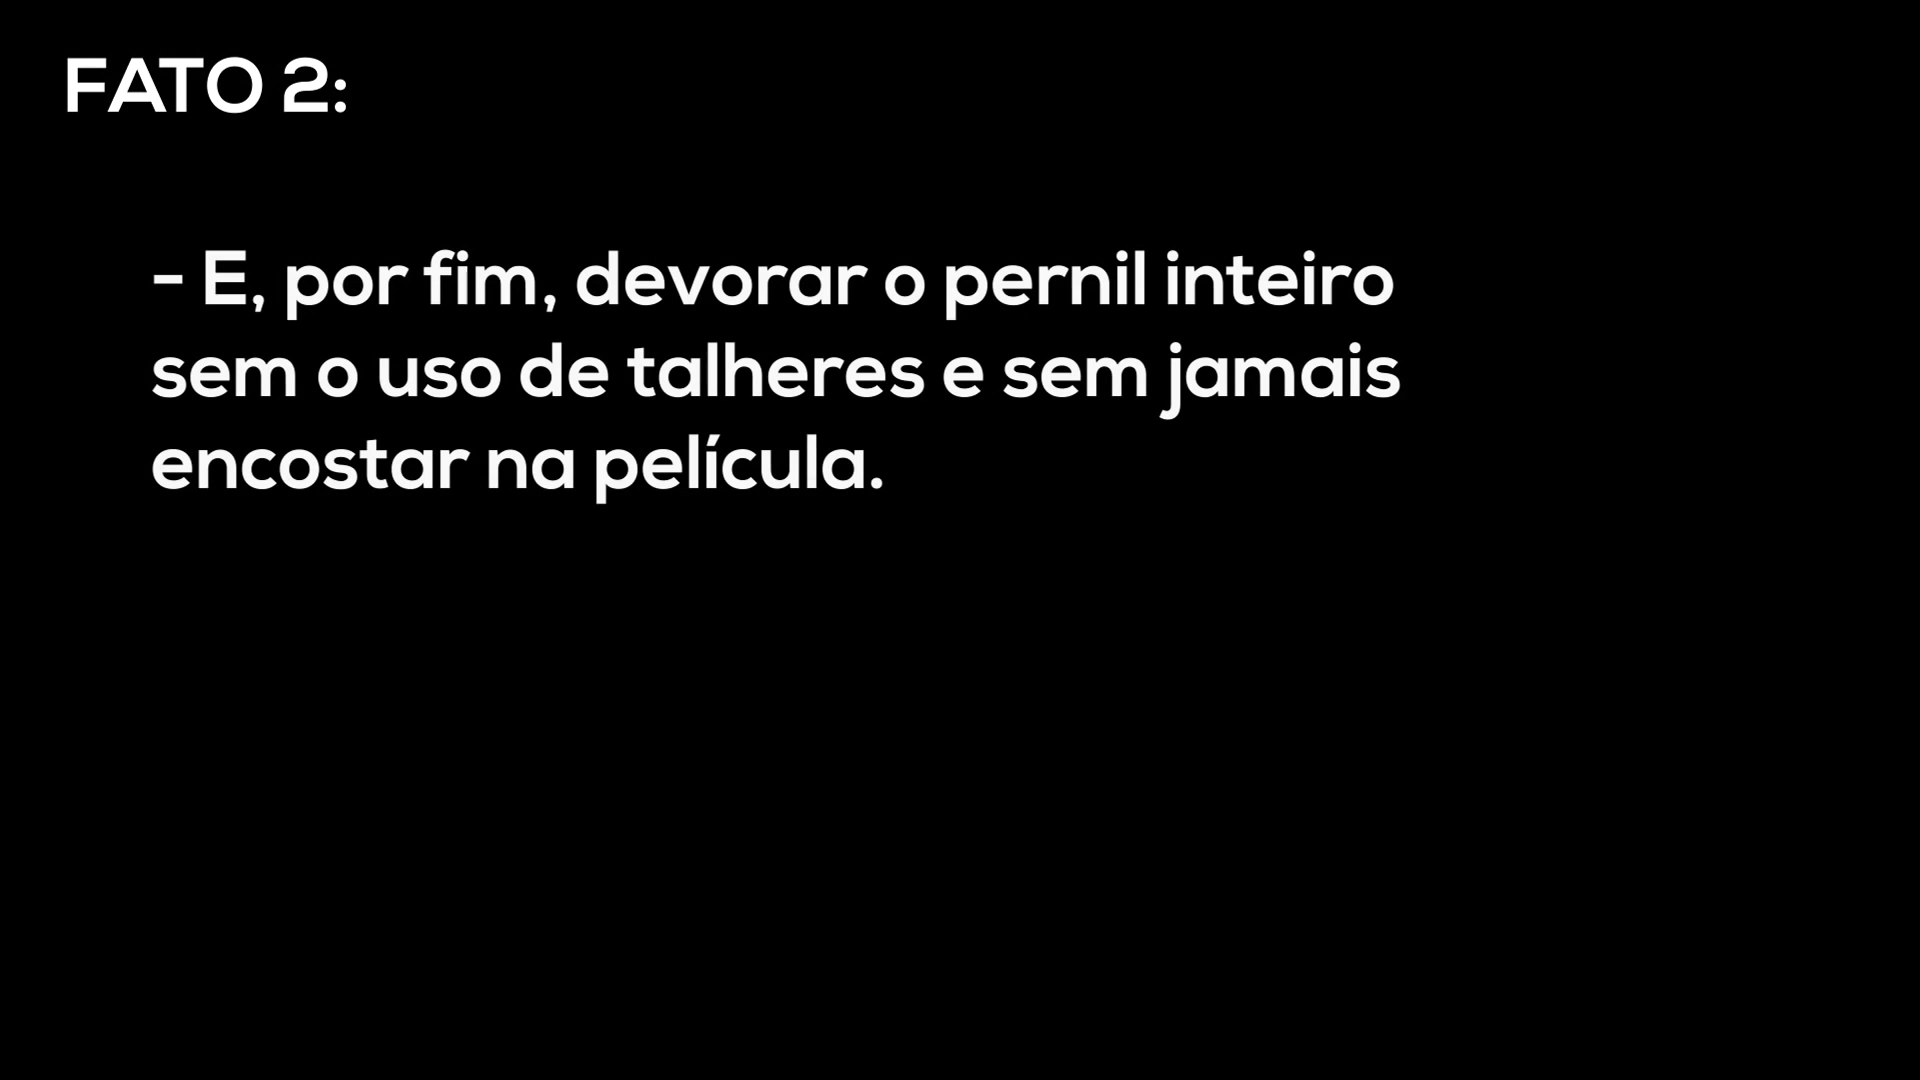 FATO 2:
- E, por fim, devorar o pernil inteiro
sem o uso de talheres e sem jamais
encostar na película.